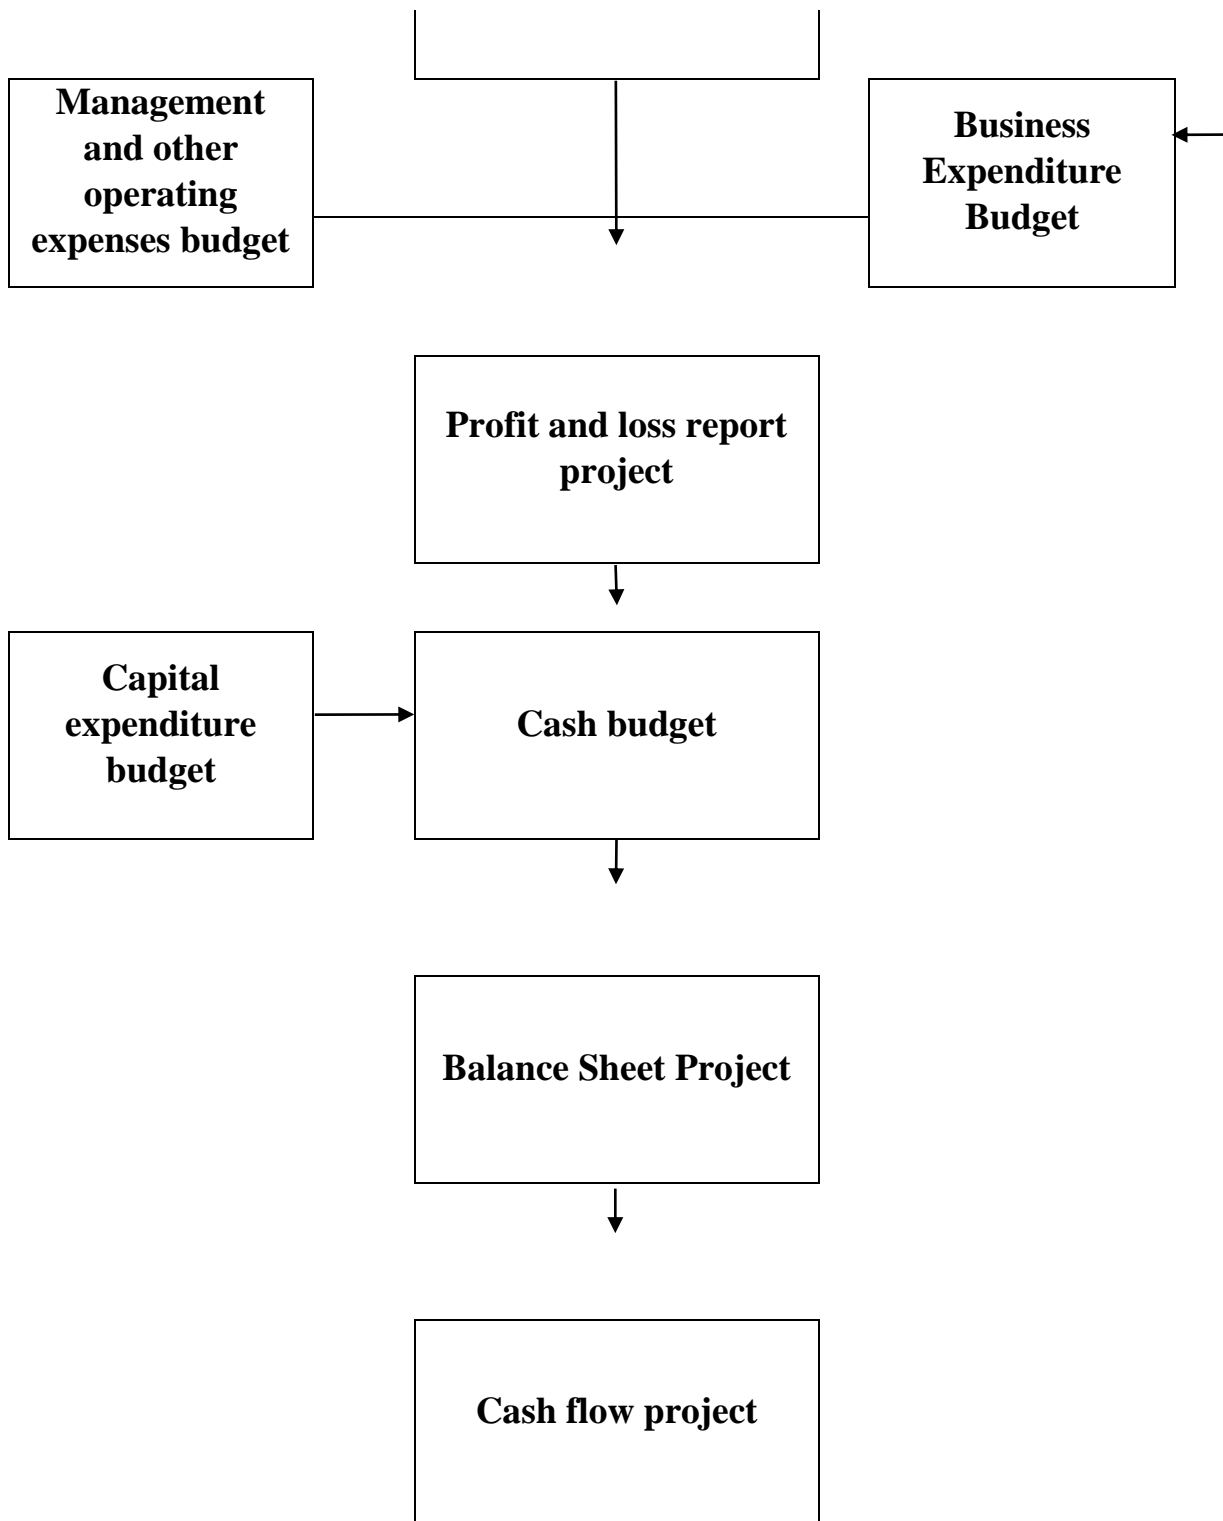 Management
and other
operating
expenses budget
Business
Expenditure
Budget
Profit and loss report
project
Capital
expenditure
budget
Cash budget
Balance Sheet Project
Cash flow project